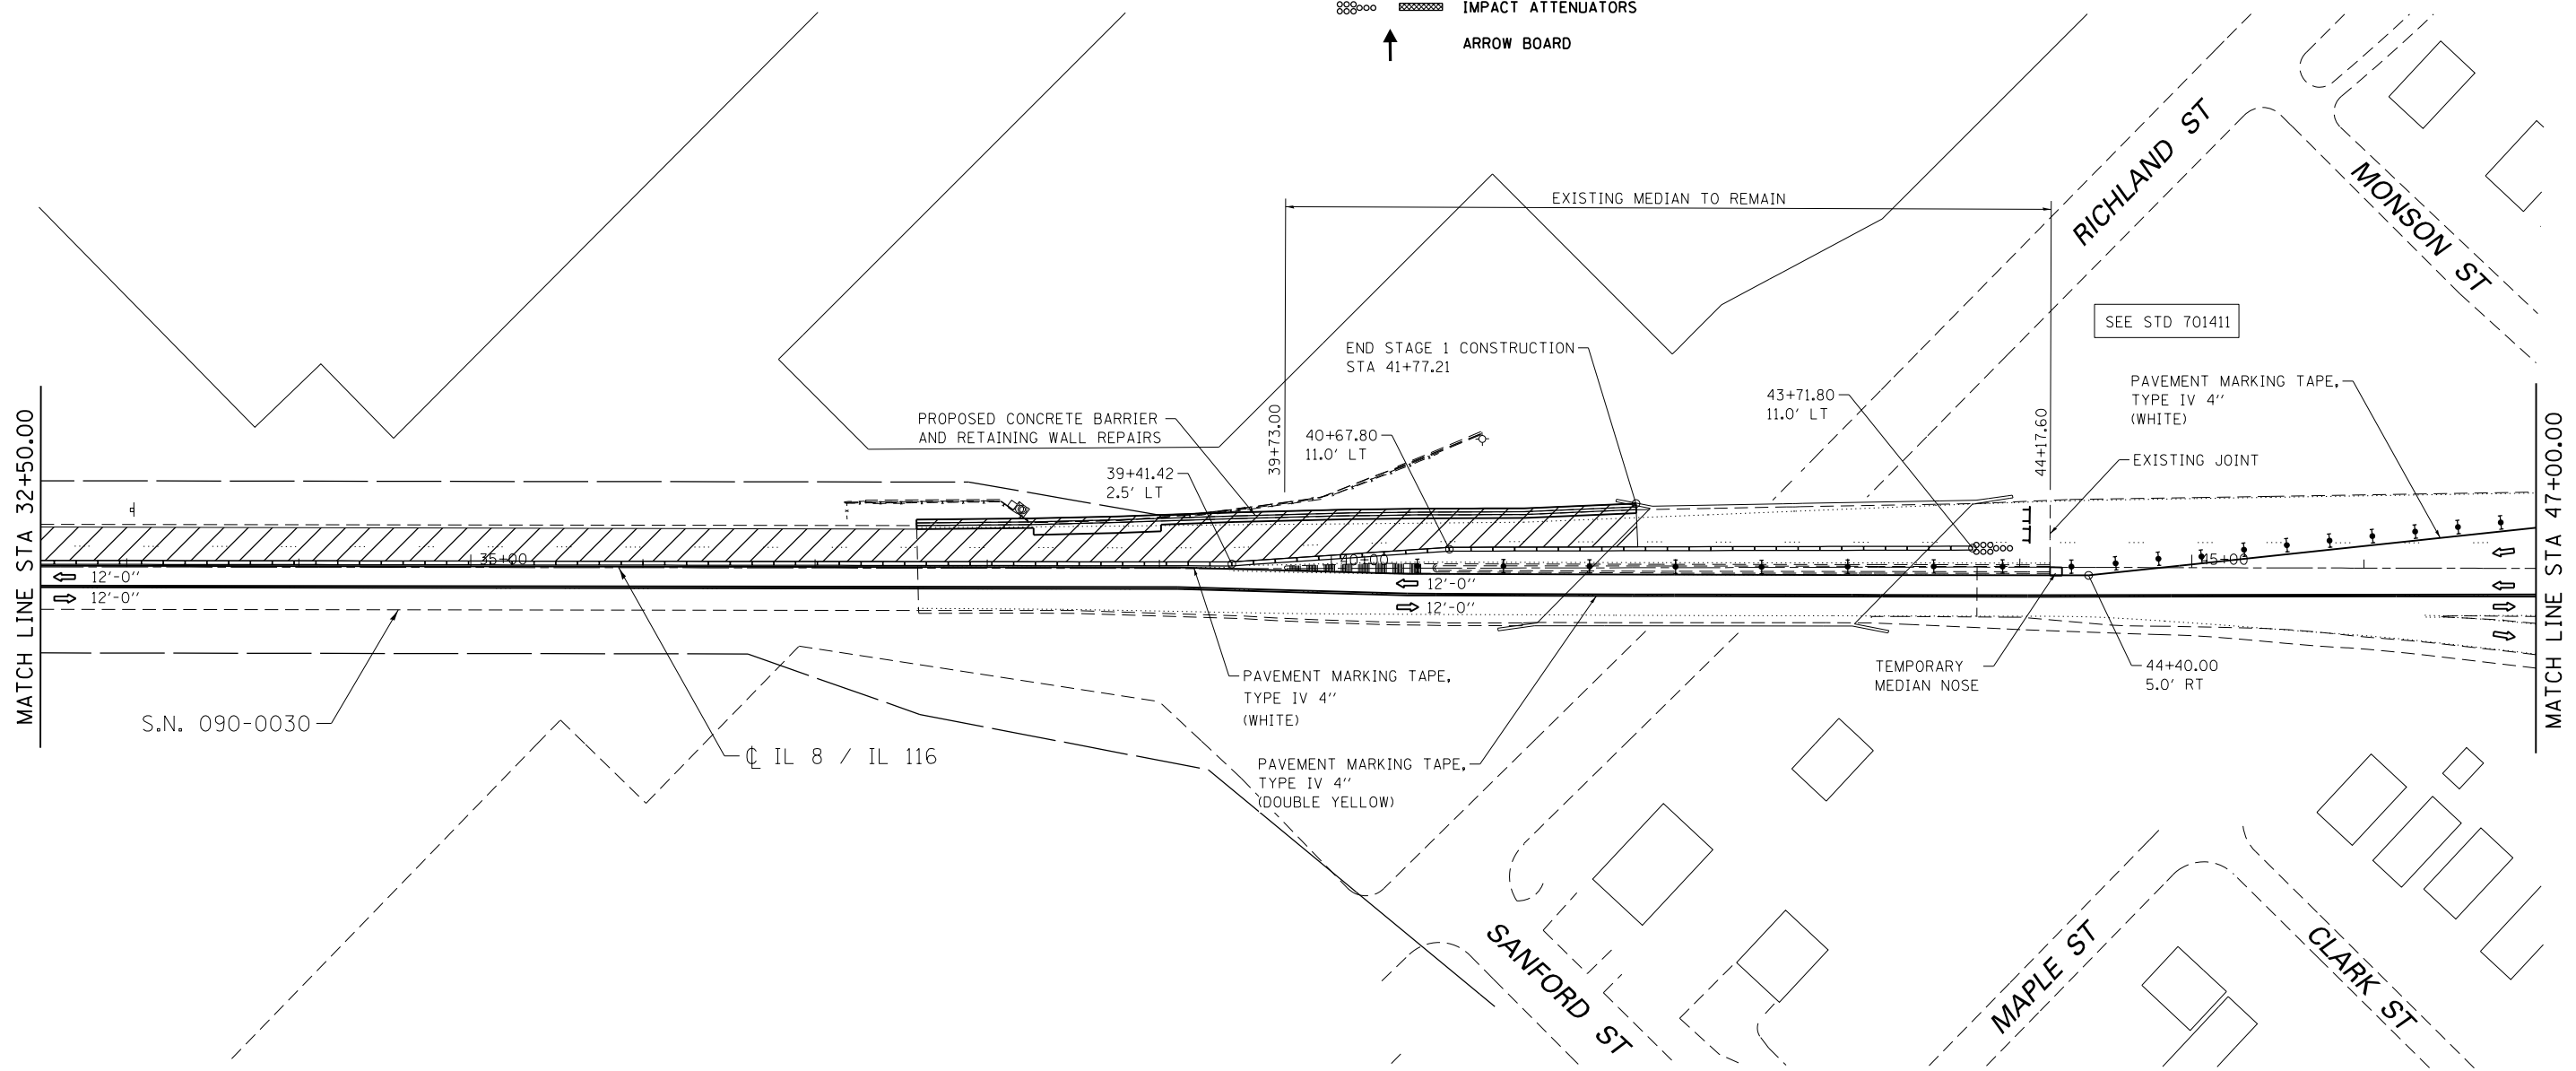 IMPACT ATTENUATORS
ARROW BOARD
RICHLAND ST
MONSON ST
EXISTING MEDIAN TO REMAIN
SEE STD 701411
END STAGE 1 CONSTRUCTION
STA 41+77.21
PAVEMENT MARKING TAPE,
TYPE IV 4"
(WHITE)
43+71.80
11.0' LT
PROPOSED CONCRETE BARRIER
AND RETAINING WALL REPAIRS
39+73.00
40+67.80
11.0' LT
44+17.60
EXISTING JOINT
39+41.42
2.5' LT
MATCH LINE STA 32+50.00
MATCH LINE STA 47+00.00
35+00
40+00
45+00
12'-0"
12'-0"
12'-0"
12'-0"
TEMPORARY
MEDIAN NOSE
44+40.00
5.0' RT
PAVEMENT MARKING TAPE,
TYPE IV 4"
(WHITE)
S.N. 090-0030
℄ IL 8 / IL 116
PAVEMENT MARKING TAPE,
TYPE IV 4"
(DOUBLE YELLOW)
SANFORD ST
MAPLE ST
CLARK ST